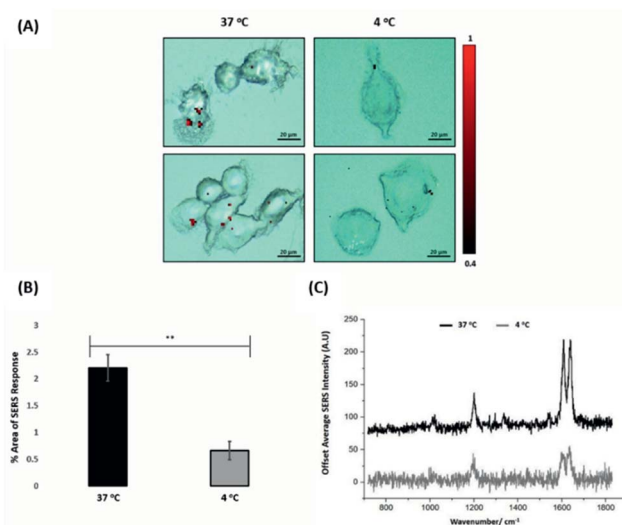 (A)
37 °C 4 °C
1
20 µm 20 µm
20 µm 20 µm
0.4
(B)
3
2.5
2
1.5
1
0.5
0
% Area of SERS Response
**
37 °C 4 °C
(C)
37 °C 4 °C
250
200
150
100
50
0
Offset Average SERS Intensity (A.U)
800 1000 1200 1400 1600 1800
Wavenumber/ cm⁻¹